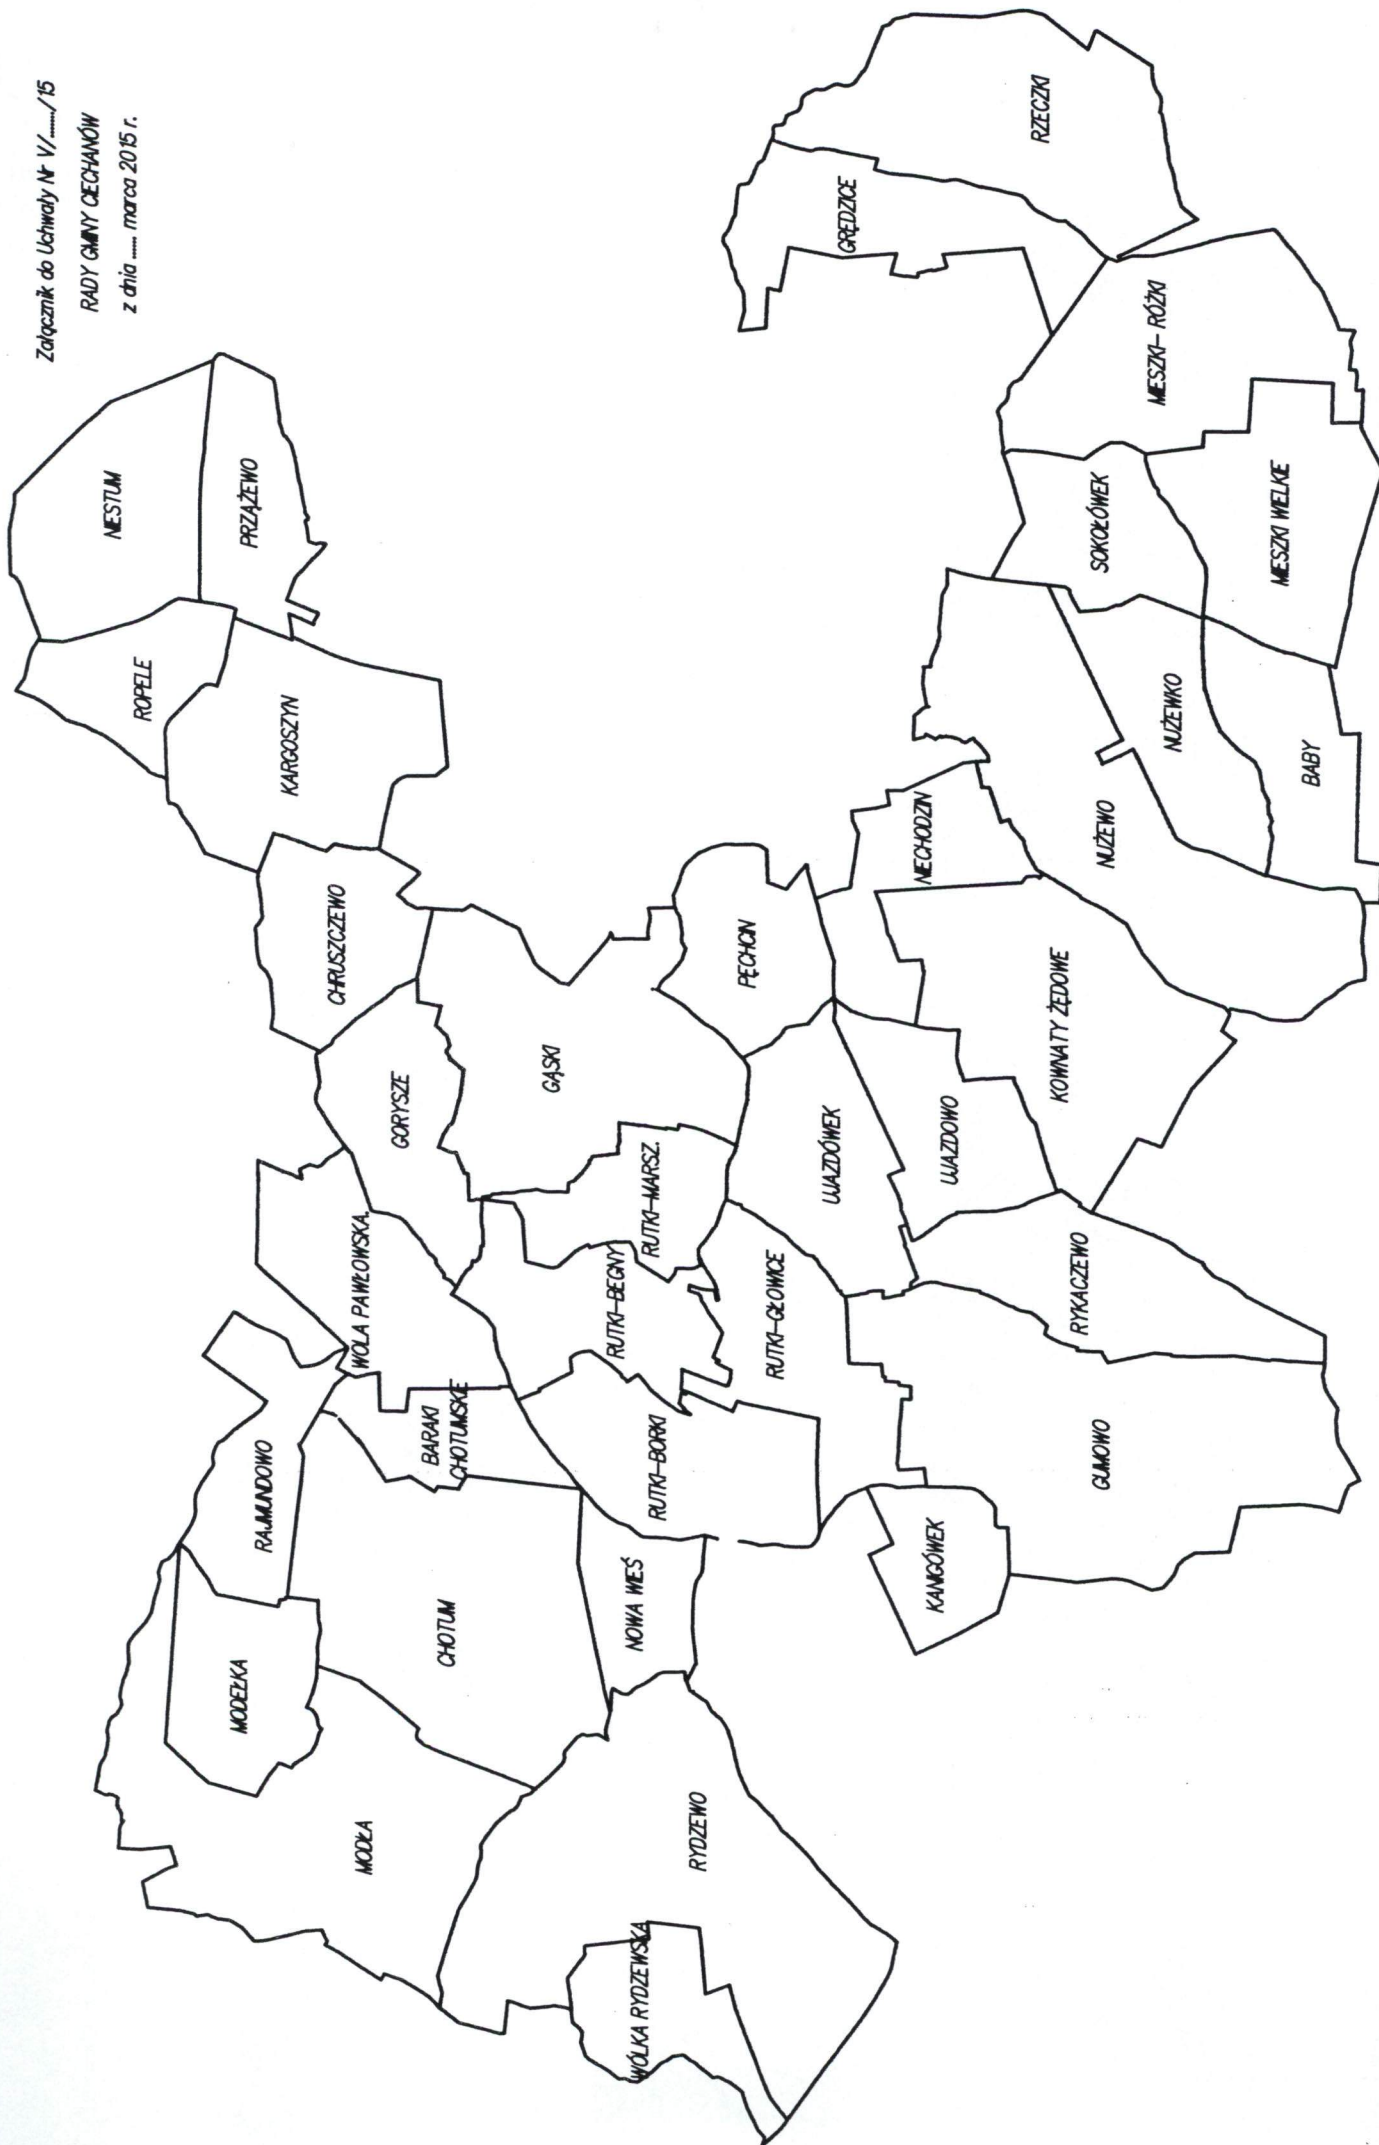 Załącznik do Uchwały Nr V/....../15
RADY GMINY CIECHANÓW
z dnia ...... marca 2015 r.
NIESTUM
PRZĄŻEWO
ROPELE
KARGOSZYN
CHRUSZCZEWO
GORYSZE
GĄSKI
WOLA PAWŁOWSKA
RAJMUNDOWO
BARAKI
CHOTUMSKIE
MODEŁKA
CHOTUM
MODŁA
NOWA WIEŚ
RYDZEWO
WÓLKA RYDZEWSKA
RUTKI-MARSZ.
RUTKI-BEGNY
RUTKI-BORKI
RUTKI-GŁOWICE
PĘCHCIN
UJAZDÓWEK
UJAZDOWO
NIECHODZIN
KOWNATY ŻĘDOWE
RYKACZEWO
GUMOWO
KANIGÓWEK
NUŻEWO
NUŻEWKO
BABY
SOKOŁÓWEK
MIESZKI WIELKIE
MIESZKI- RÓŻKI
GRĘDZICE
RZECZKI